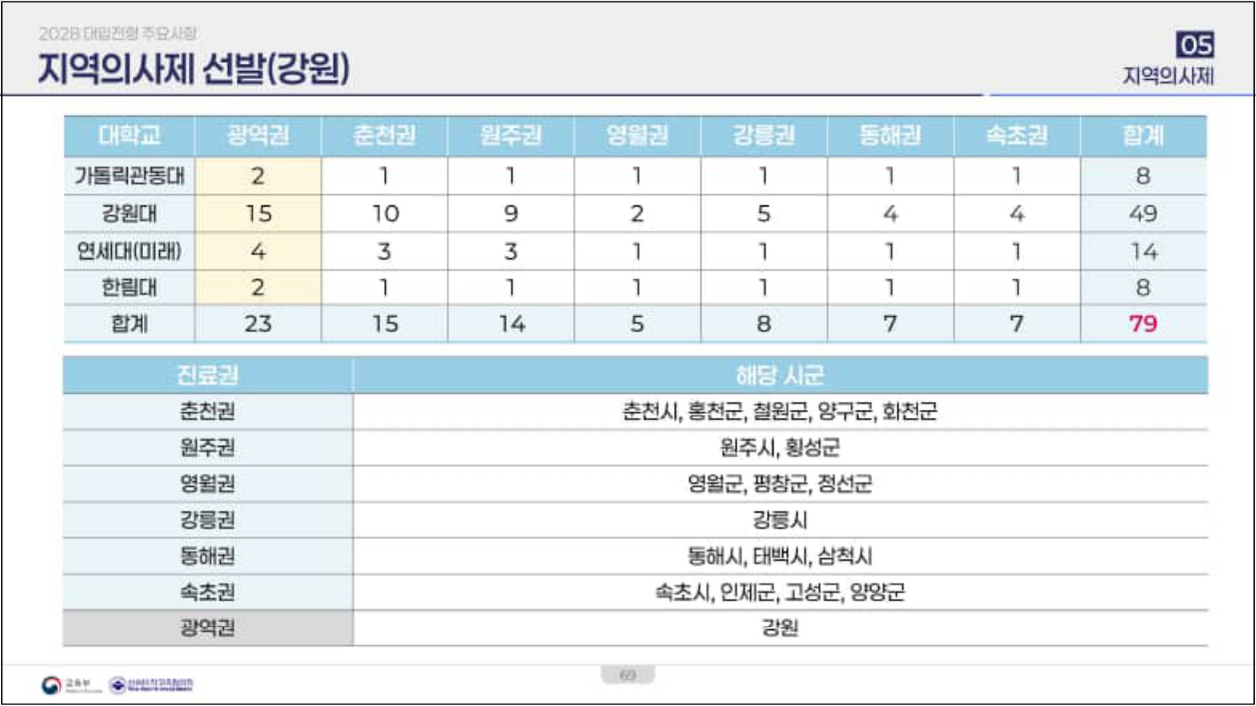 2028 대입전형 주요사항
지역의사제 선발(강원)
05
지역의사제
대학교 광역권 춘천권 원주권 영월권 강릉권 동해권 속초권 합계
가톨릭관동대 2 1 1 1 1 1 1 8
강원대 15 10 9 2 5 4 4 49
연세대(미래) 4 3 3 1 1 1 1 14
한림대 2 1 1 1 1 1 1 8
합계 23 15 14 5 8 7 7 79
진료권 해당 시군
춘천권 춘천시, 홍천군, 철원군, 양구군, 화천군
원주권 원주시, 횡성군
영월권 영월군, 평창군, 정선군
강릉권 강릉시
동해권 동해시, 태백시, 삼척시
속초권 속초시, 인제군, 고성군, 양양군
광역권 강원
교육부
69